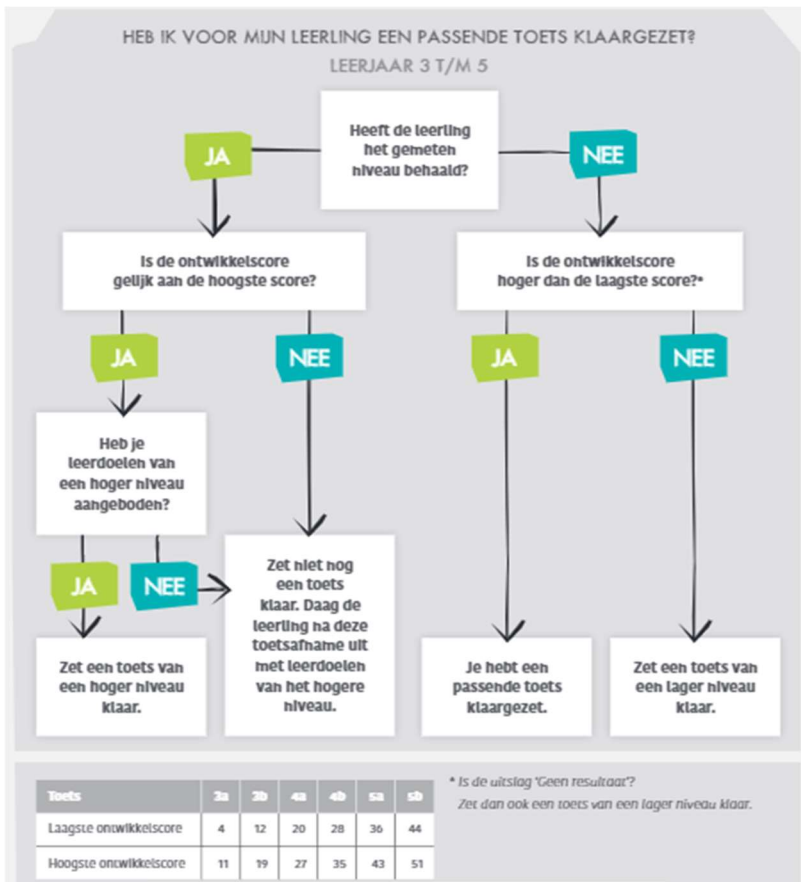 HEB IK VOOR MIJN LEERLING EEN PASSENDE TOETS KLAARGEZET?
LEERJAAR 3 T/M 5
Heeft de leerling
het gemeten
niveau behaald?
JA
NEE
Is de ontwikkelscore
gelijk aan de hoogste score?
Is de ontwikkelscore
hoger dan de laagste score?*
JA
NEE
JA
NEE
Heb je
leerdoelen van
een hoger niveau
aangeboden?
JA
NEE
Zet niet nog
een toets
klaar. Daag de
leerling na deze
toetsafname uit
met leerdoelen
van het hogere
niveau.
Zet een toets van
een hoger niveau
klaar.
Je hebt een
passende toets
klaargezet.
Zet een toets van
een lager niveau
klaar.
Toets 3a 3b 4a 4b 5a 5b
Laagste ontwikkelscore 4 12 20 28 36 44
Hoogste ontwikkelscore 11 19 27 35 43 51
* Is de uitslag 'Geen resultaat'?
Zet dan ook een toets van een lager niveau klaar.